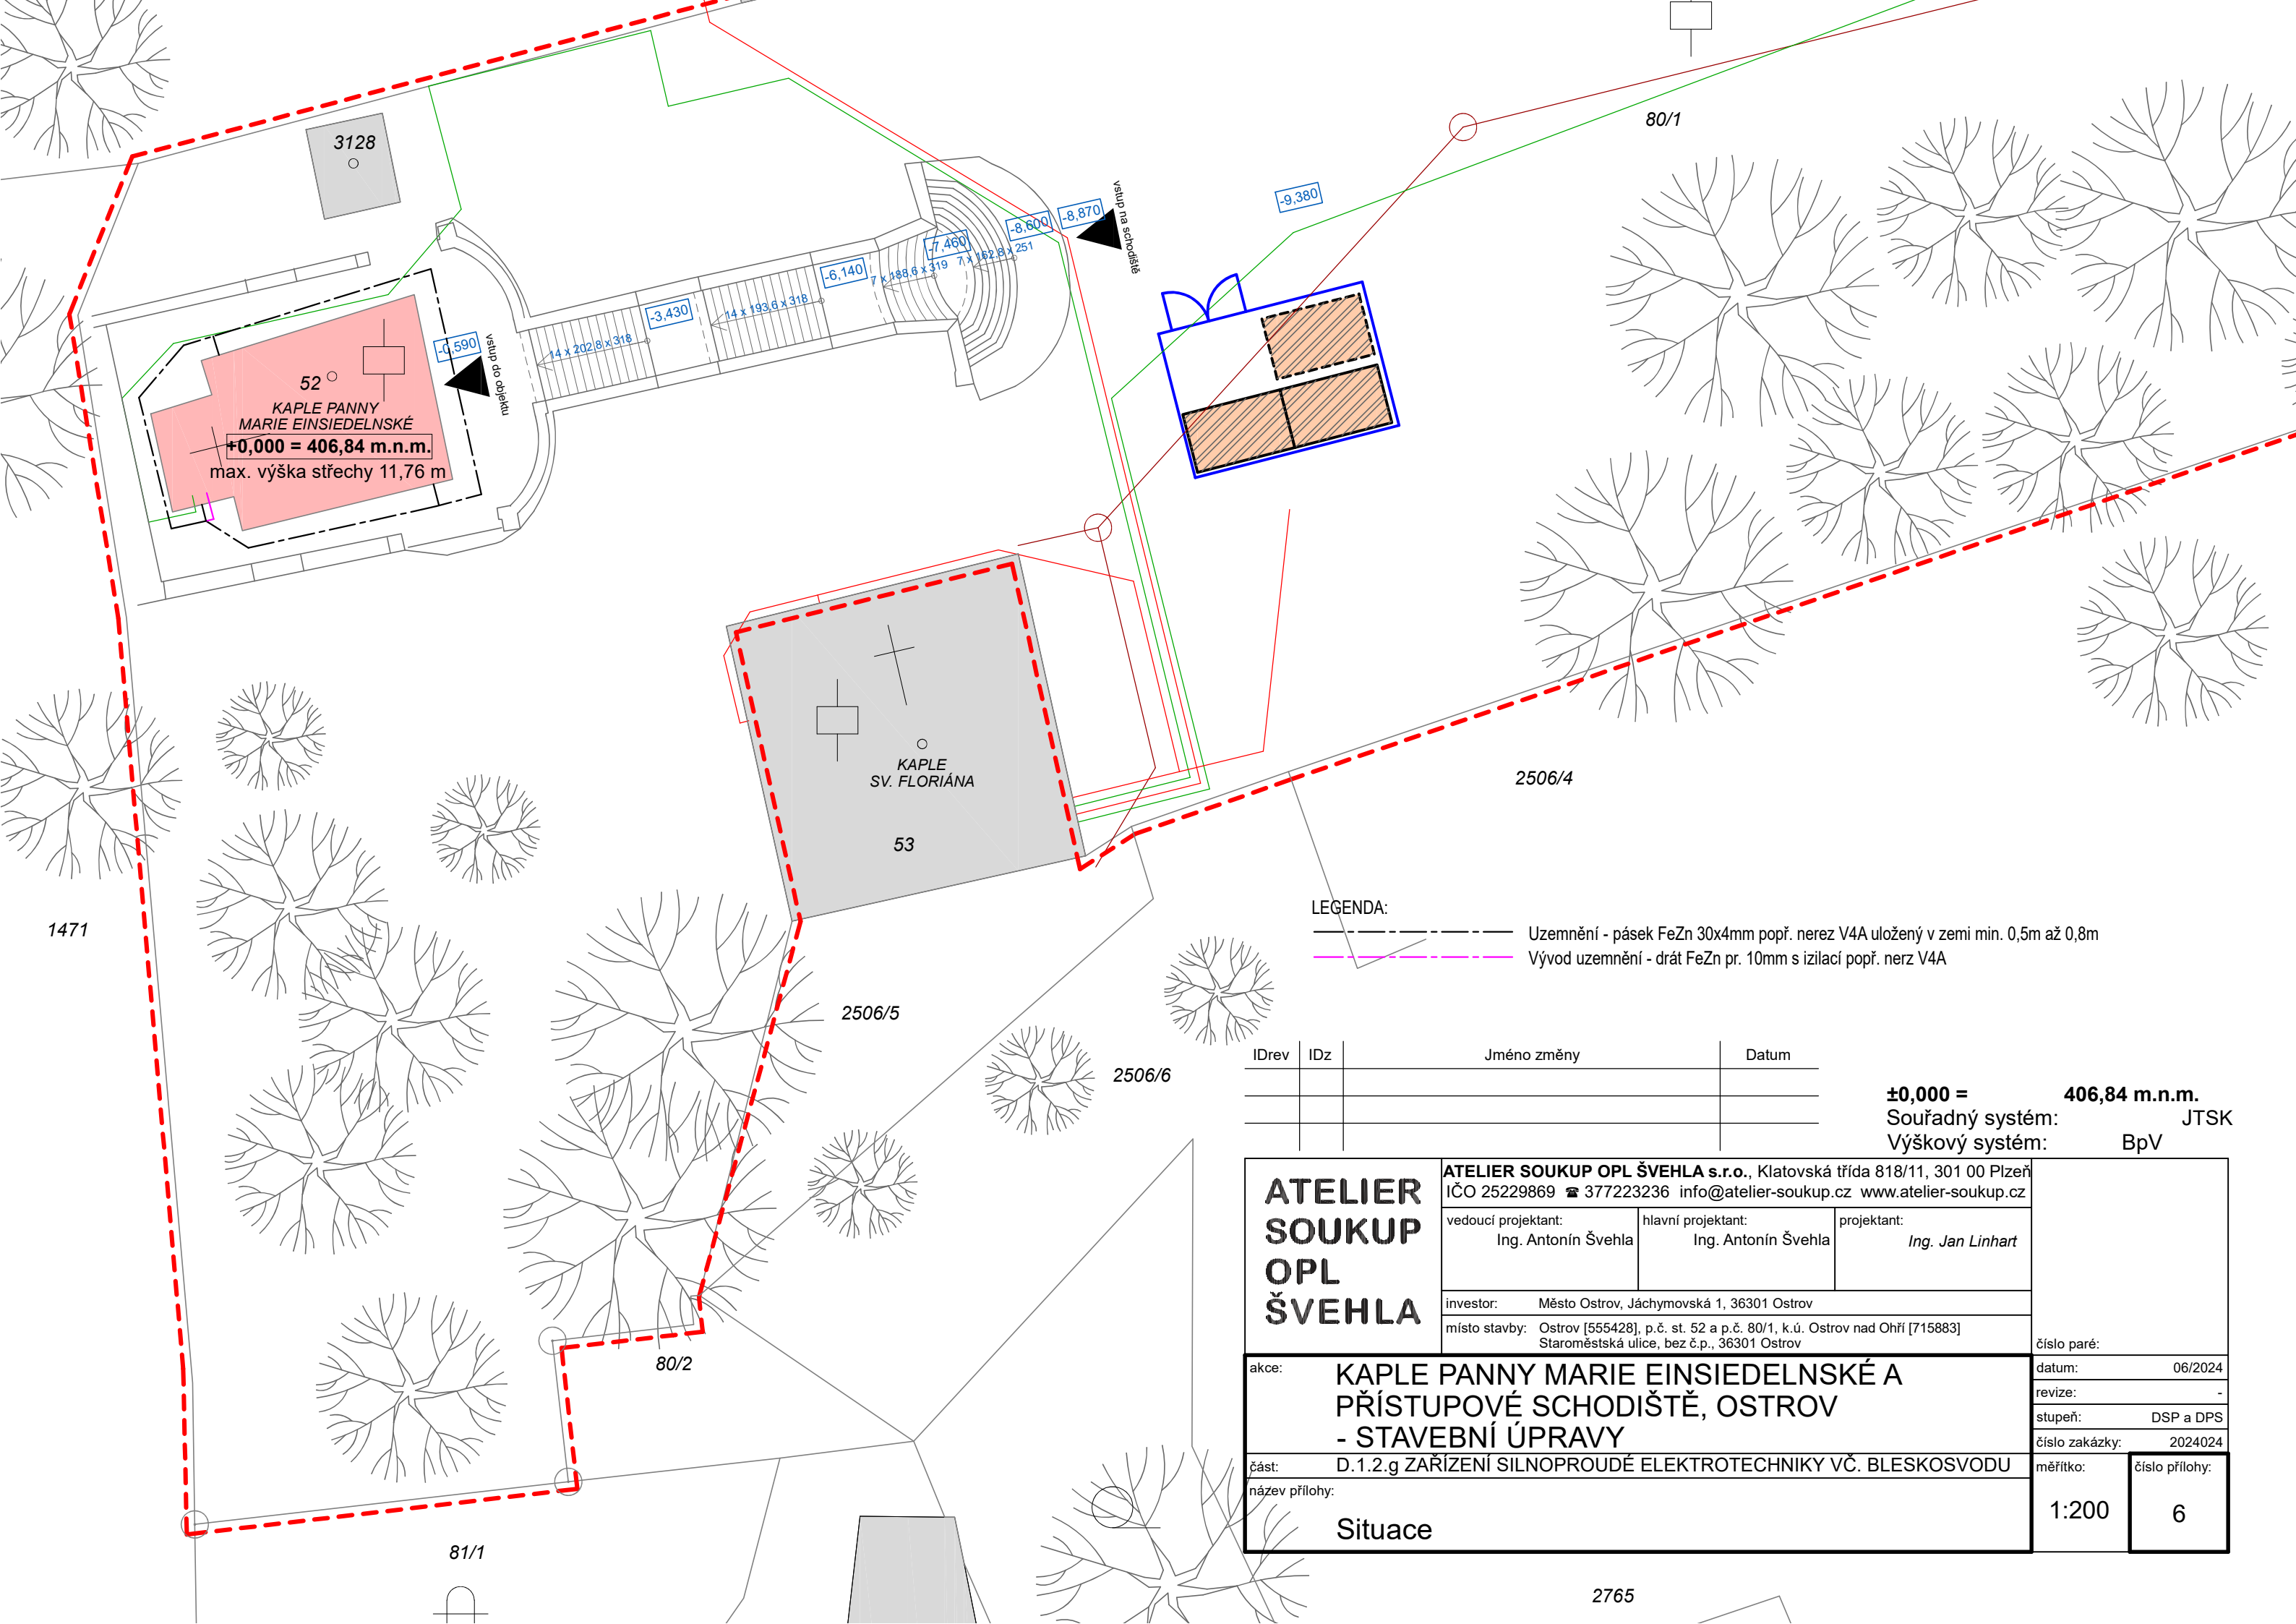 3128
80/1
-9,380
vstup na schodiště
-8,870
-8,600
-7,460
7 x 162,8 x 251
7 x 188,6 x 319
-6,140
14 x 193,6 x 318
-3,430
14 x 202,8 x 318
-0,590
vstup do objektu
52
KAPLE PANNY
MARIE EINSIEDELNSKÉ
±0,000 = 406,84 m.n.m.
max. výška střechy 11,76 m
KAPLE
SV. FLORIÁNA
53
2506/4
1471
2506/5
2506/6
80/2
81/1
2765
LEGENDA:
Uzemnění - pásek FeZn 30x4mm popř. nerez V4A uložený v zemi min. 0,5m až 0,8m
Vývod uzemnění - drát FeZn pr. 10mm s izilací popř. nerz V4A
IDrev IDz Jméno změny Datum
±0,000 = 406,84 m.n.m.
Souřadný systém: JTSK
Výškový systém: BpV
ATELIER
SOUKUP
OPL
ŠVEHLA
ATELIER SOUKUP OPL ŠVEHLA s.r.o., Klatovská třída 818/11, 301 00 Plzeň
IČO 25229869 ☎ 377223236 info@atelier-soukup.cz www.atelier-soukup.cz
vedoucí projektant: hlavní projektant: projektant:
Ing. Antonín Švehla Ing. Antonín Švehla Ing. Jan Linhart
investor: Město Ostrov, Jáchymovská 1, 36301 Ostrov
místo stavby: Ostrov [555428], p.č. st. 52 a p.č. 80/1, k.ú. Ostrov nad Ohří [715883]
Staroměstská ulice, bez č.p., 36301 Ostrov
číslo paré:
akce: KAPLE PANNY MARIE EINSIEDELNSKÉ A
PŘÍSTUPOVÉ SCHODIŠTĚ, OSTROV
- STAVEBNÍ ÚPRAVY
datum: 06/2024
revize: -
stupeň: DSP a DPS
číslo zakázky: 2024024
část: D.1.2.g ZAŘÍZENÍ SILNOPROUDÉ ELEKTROTECHNIKY VČ. BLESKOSVODU
název přílohy:
Situace
měřítko:
1:200
číslo přílohy:
6